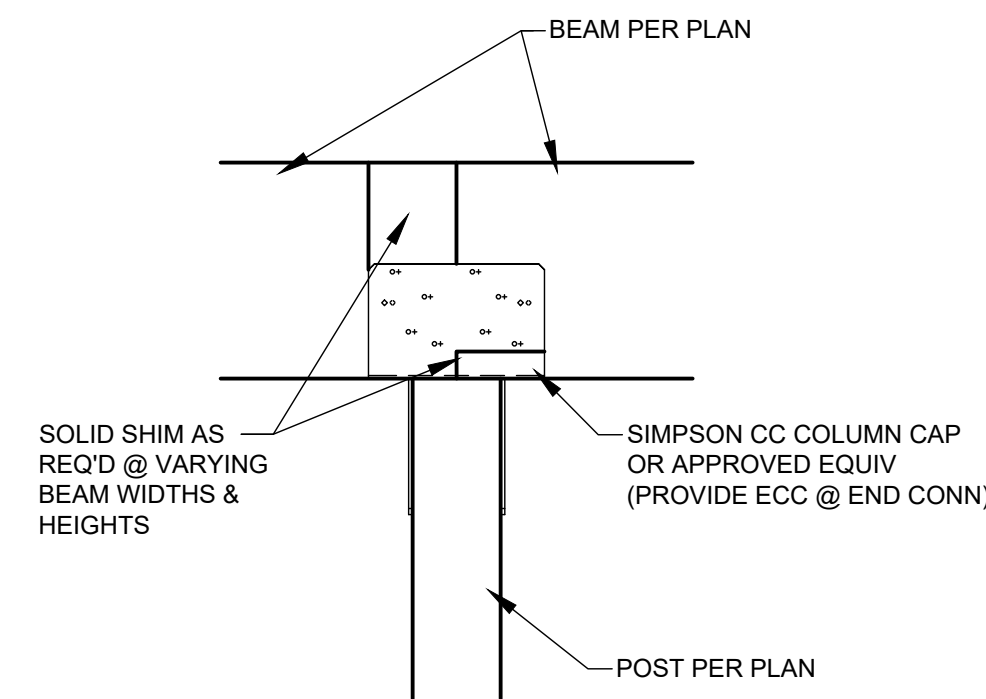 BEAM PER PLAN
SOLID SHIM AS
REQ'D @ VARYING
BEAM WIDTHS &
HEIGHTS
SIMPSON CC COLUMN CAP
OR APPROVED EQUIV
(PROVIDE ECC @ END CONN)
POST PER PLAN